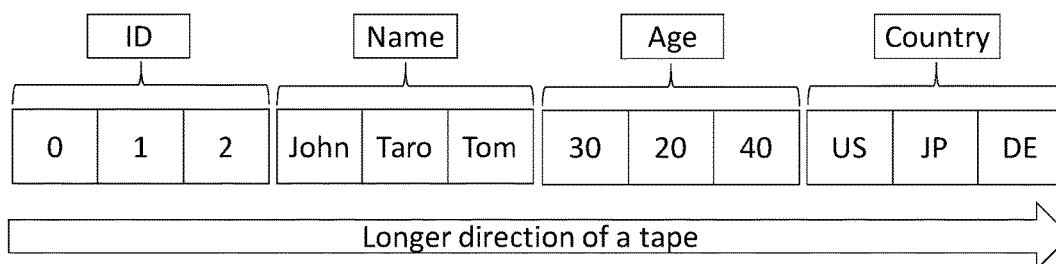 ID Name Age Country
0 1 2 John Taro Tom 30 20 40 US JP DE
Longer direction of a tape